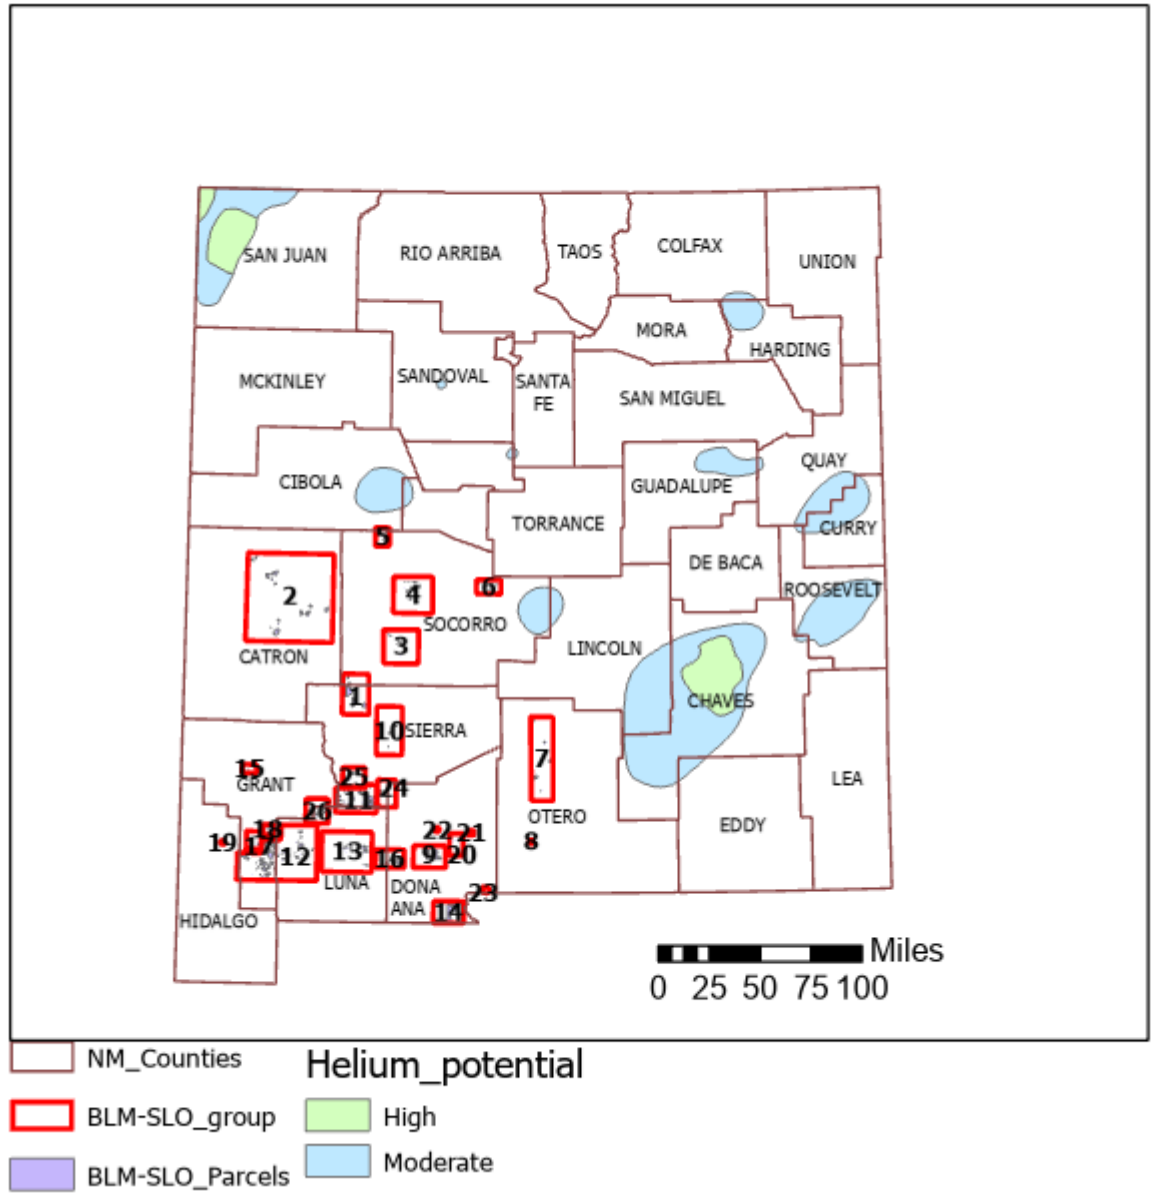 TAOS
COLFAX
RIO ARRIBA
SAN JUAN
UNION
MORA
HARDING
SANDOVAL
MCKINLEY
SANTA
FE
SAN MIGUEL
QUAY
CIBOLA
GUADALUPE
TORRANCE
CURRY
5
DE BACA
6
ROOSEVELT
2
4
SOCORRO
3
LINCOLN
CATRON
1
CHAVES
10
SIERRA
7
15
25
LEA
GRANT
24
11
26
OTERO
EDDY
18
22
21
19
17
8
12
13
16
9
20
LUNA
DONA
ANA
23
14
HIDALGO
Miles
0 25 50 75 100
NM_Counties
BLM-SLO_group
BLM-SLO_Parcels
Helium_potential
High
Moderate